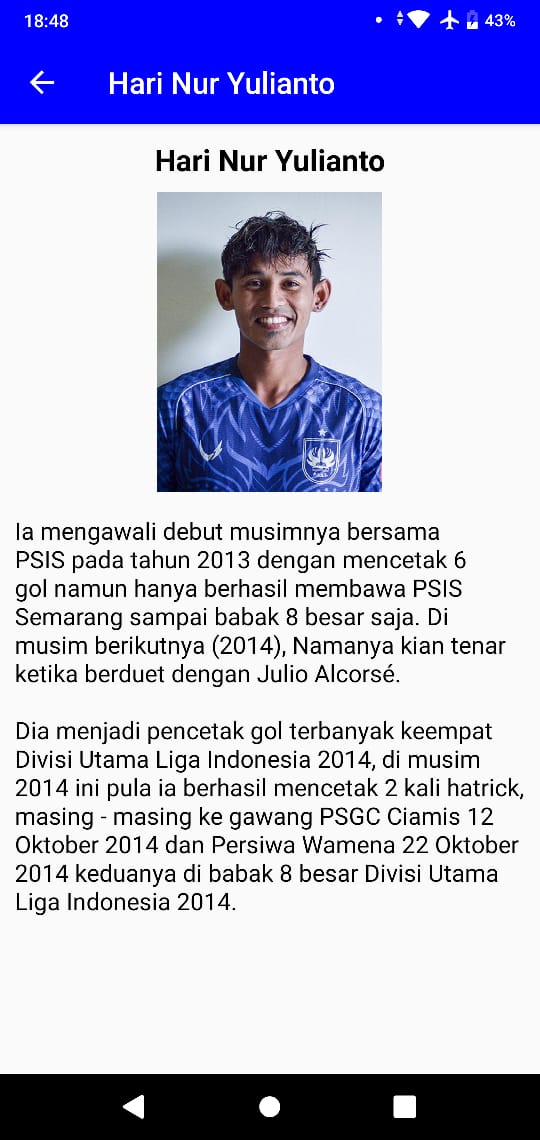 18:48
43%
Hari Nur Yulianto
Hari Nur Yulianto
Ia mengawali debut musimnya bersama
PSIS pada tahun 2013 dengan mencetak 6
gol namun hanya berhasil membawa PSIS
Semarang sampai babak 8 besar saja. Di
musim berikutnya (2014), Namanya kian tenar
ketika berduet dengan Julio Alcorsé.
Dia menjadi pencetak gol terbanyak keempat
Divisi Utama Liga Indonesia 2014, di musim
2014 ini pula ia berhasil mencetak 2 kali hatrick,
masing - masing ke gawang PSGC Ciamis 12
Oktober 2014 dan Persiwa Wamena 22 Oktober
2014 keduanya di babak 8 besar Divisi Utama
Liga Indonesia 2014.